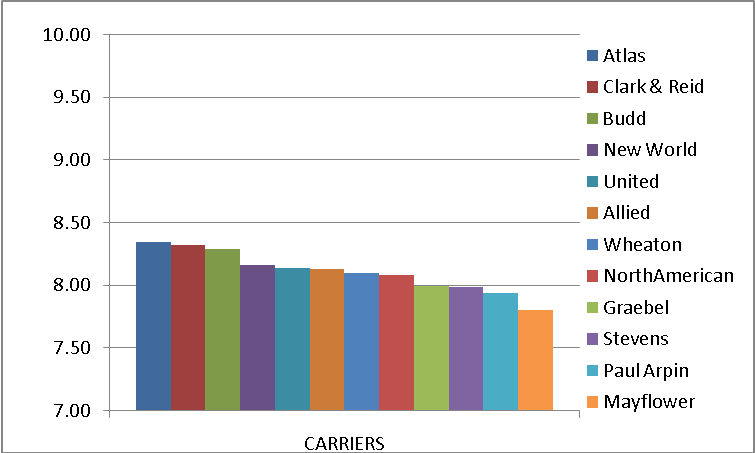 10.00
9.50
9.00
8.50
8.00
7.50
7.00
CARRIERS
Atlas
Clark & Reid
Budd
New World
United
Allied
Wheaton
NorthAmerican
Graebel
Stevens
Paul Arpin
Mayflower